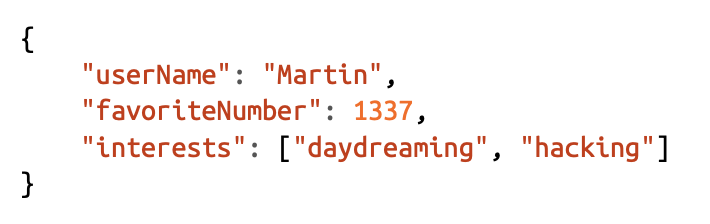 {
    "userName": "Martin",
    "favoriteNumber": 1337,
    "interests": ["daydreaming", "hacking"]
}